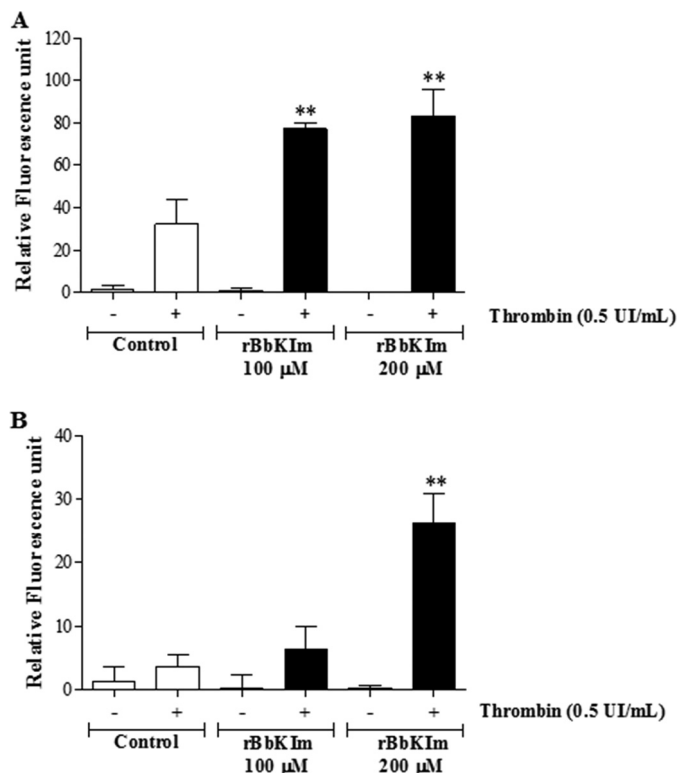 A
Relative Fluorescence unit
120
100
80
60
40
20
0
**
**
- + - + - + Thrombin (0.5 UI/mL)
Control rBbKIm rBbKIm
100 µM 200 µM
B
Relative Fluorescence unit
40
30
20
10
0
**
- + - + - + Thrombin (0.5 UI/mL)
Control rBbKIm rBbKIm
100 µM 200 µM